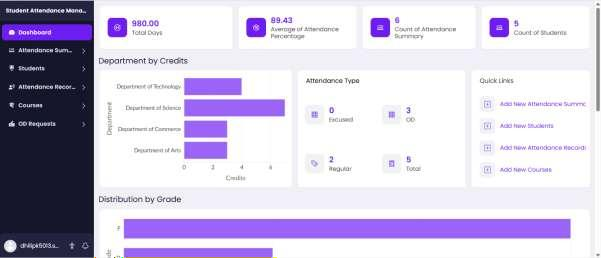 Student Attendance Mana...
Dashboard
Attendance Sum...
Students
Attendance Recor...
Courses
OD Requests
dhilipk5013.s...
980.00
Total Days
89.43
Average of Attendance
Percentage
6
Count of Attendance
Summary
5
Count of Students
Department by Credits
Department
Department of Technology
Department of Science
Department of Commerce
Department of Arts
0 2 4 6
Credits
Attendance Type
0
Excused
3
OD
2
Regular
5
Total
Quick Links
Add New Attendance Summa
Add New Students
Add New Attendance Records
Add New Courses
Distribution by Grade
F